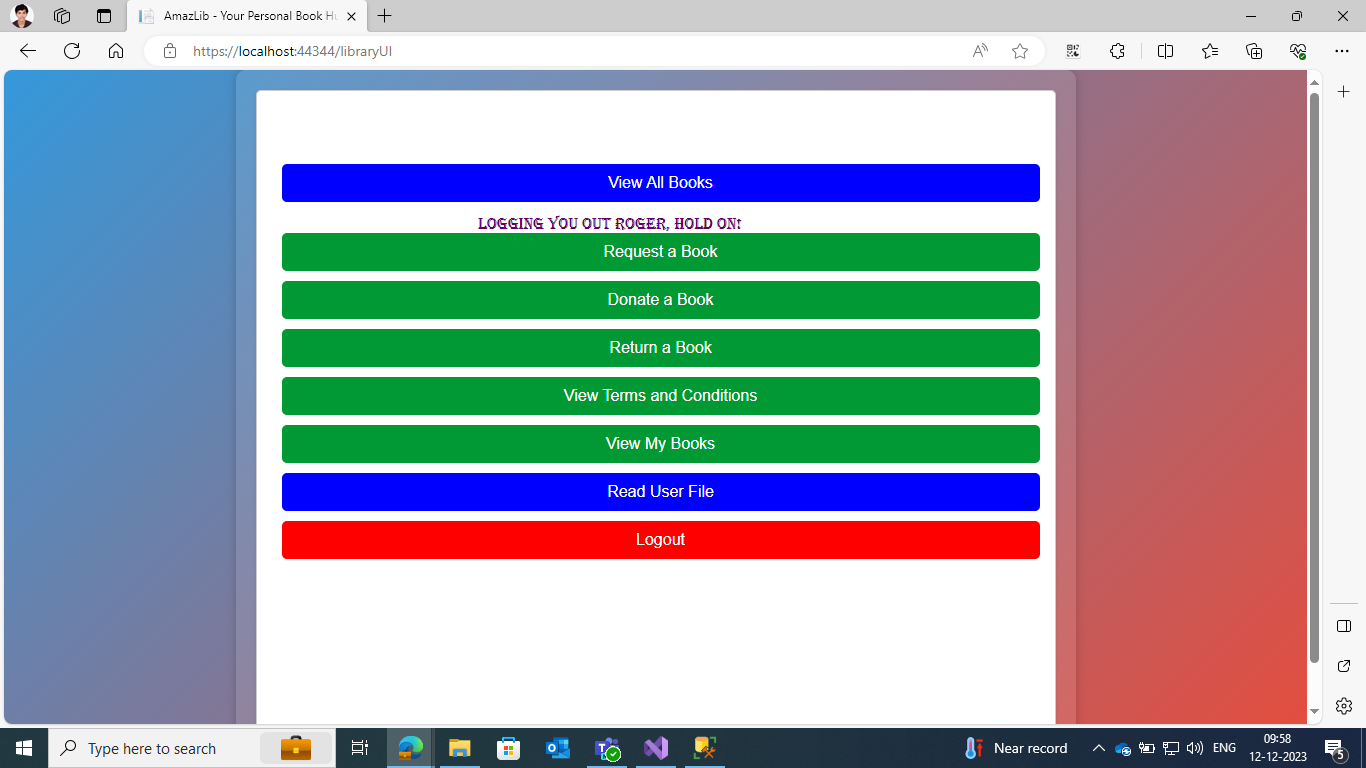 AmazLib - Your Personal Book Hu
https://localhost:44344/libraryUI
View All Books
LOGGING YOU OUT ROGER, HOLD ON!
Request a Book
Donate a Book
Return a Book
View Terms and Conditions
View My Books
Read User File
Logout
Type here to search
Near record
ENG
09:58
12-12-2023
5